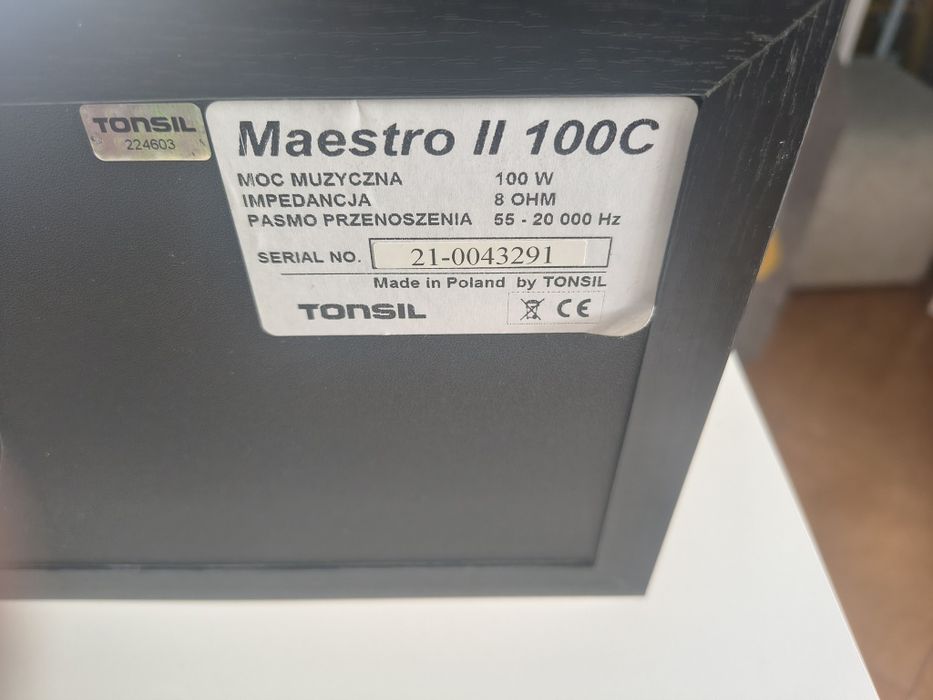 TONSIL
224603
Maestro II 100C
MOC MUZYCZNA 100 W
IMPEDANCJA 8 OHM
PASMO PRZENOSZENIA 55 - 20 000 Hz
SERIAL NO. 21-0043291
Made in Poland by TONSIL
TONSIL CE